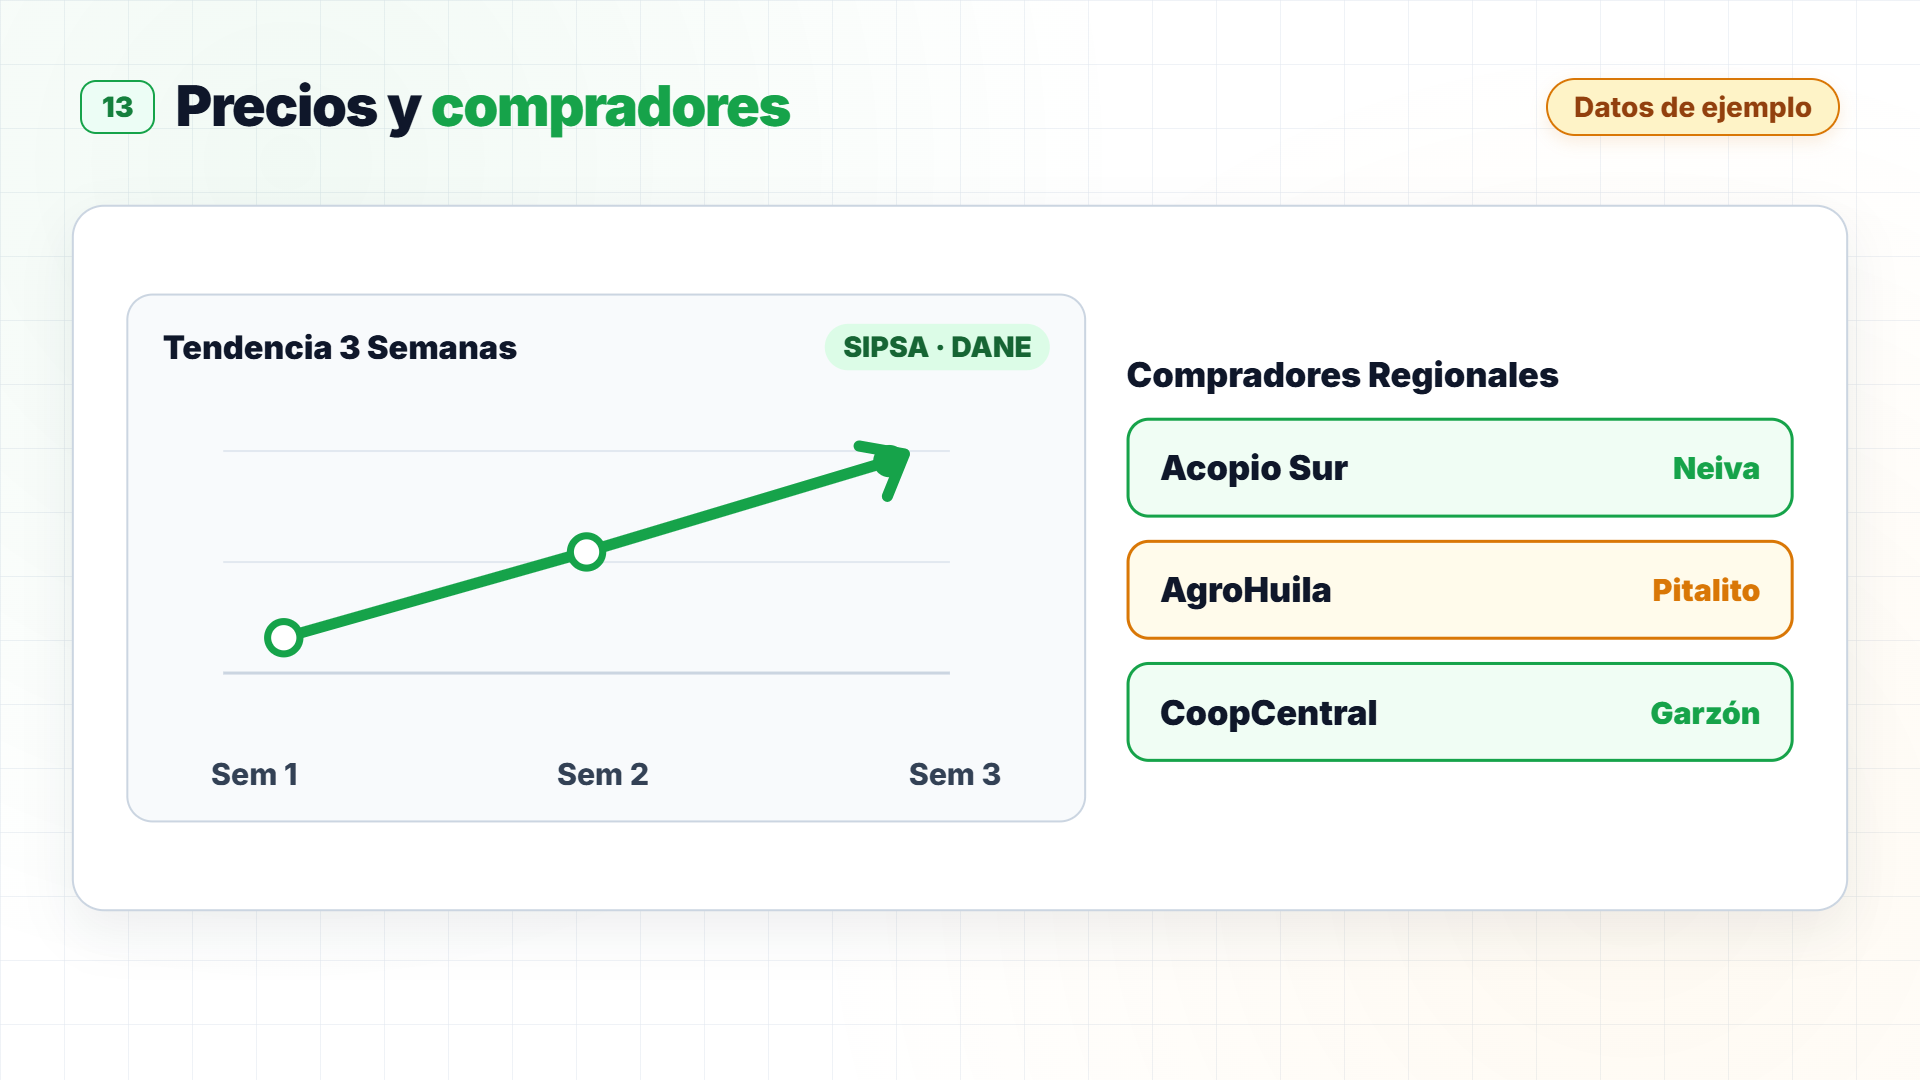 13
Precios y compradores
Datos de ejemplo
Tendencia 3 Semanas
SIPSA · DANE
Sem 1
Sem 2
Sem 3
Compradores Regionales
Acopio Sur
Neiva
AgroHuila
Pitalito
CoopCentral
Garzón